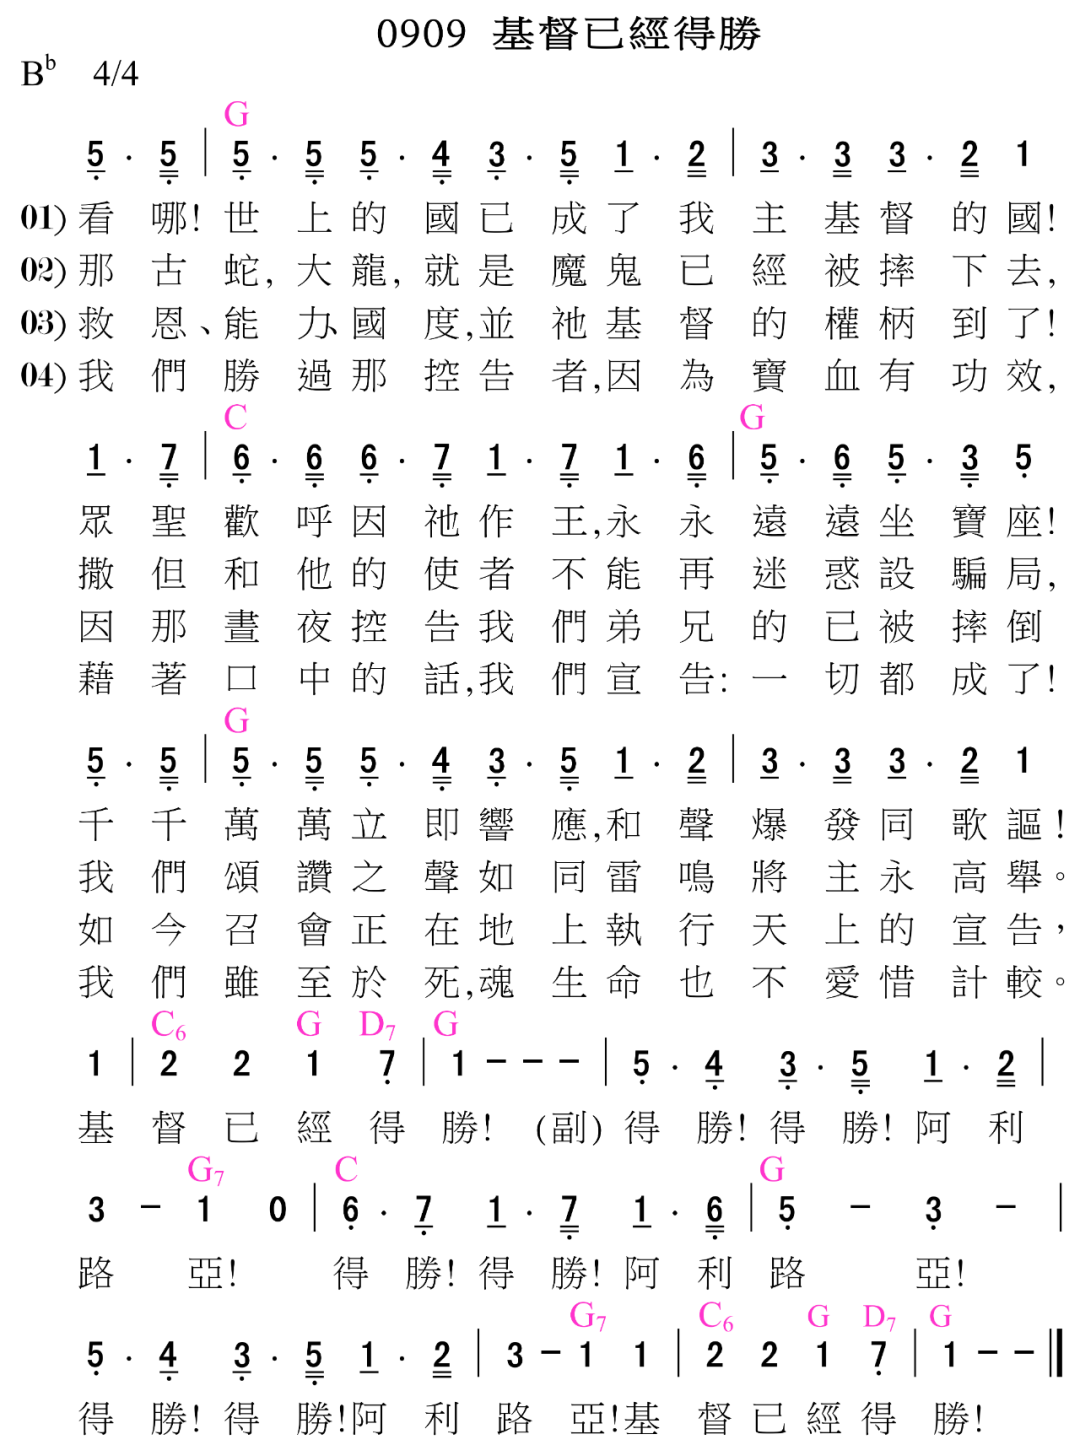 0909 基督已經得勝
B♭ 4/4
G
5 . 5 | 5 . 5 5 . 4 3 . 5 1 . 2 | 3 . 3 3 . 2 1
01) 看哪! 世上的國已成了我主基督的國!
02) 那古蛇, 大龍, 就是魔鬼已經被摔下去,
03) 救恩、能力、國度, 並祂基督的權柄到了!
04) 我們勝過那控告者, 因為寶血有功效,
C G
1 . 7 | 6 . 6 6 . 7 1 . 7 1 . 6 | 5 . 6 5 . 3 5
眾聖歡呼因祂作王, 永永遠遠坐寶座!
撒但和他的使者不能再迷惑設騙局,
因那晝夜控告我們弟兄的已被摔倒
藉著口中的話, 我們宣告: 一切都成了!
G
5 . 5 | 5 . 5 5 . 4 3 . 5 1 . 2 | 3 . 3 3 . 2 1
千千萬萬立即響應, 和聲爆發同歌謳!
我們頌讚之聲如同雷鳴將主永高舉。
如今召會正在地上執行天上的宣告,
我們雖至於死, 魂生命也不愛惜計較。
C6 G D7 G
1 | 2 2 1 7 | 1 - - - | 5 . 4 3 . 5 1 . 2 |
基督已經得勝! (副) 得勝! 得勝! 阿利
G7 C G
3 - 1 0 | 6 . 7 1 . 7 1 . 6 | 5 - 3 - |
路亞! 得勝! 得勝! 阿利路亞!
G7 C6 G D7 G
5 . 4 3 . 5 1 . 2 | 3 - 1 1 | 2 2 1 7 | 1 - - ‖
得勝! 得勝! 阿利路亞! 基督已經得勝!